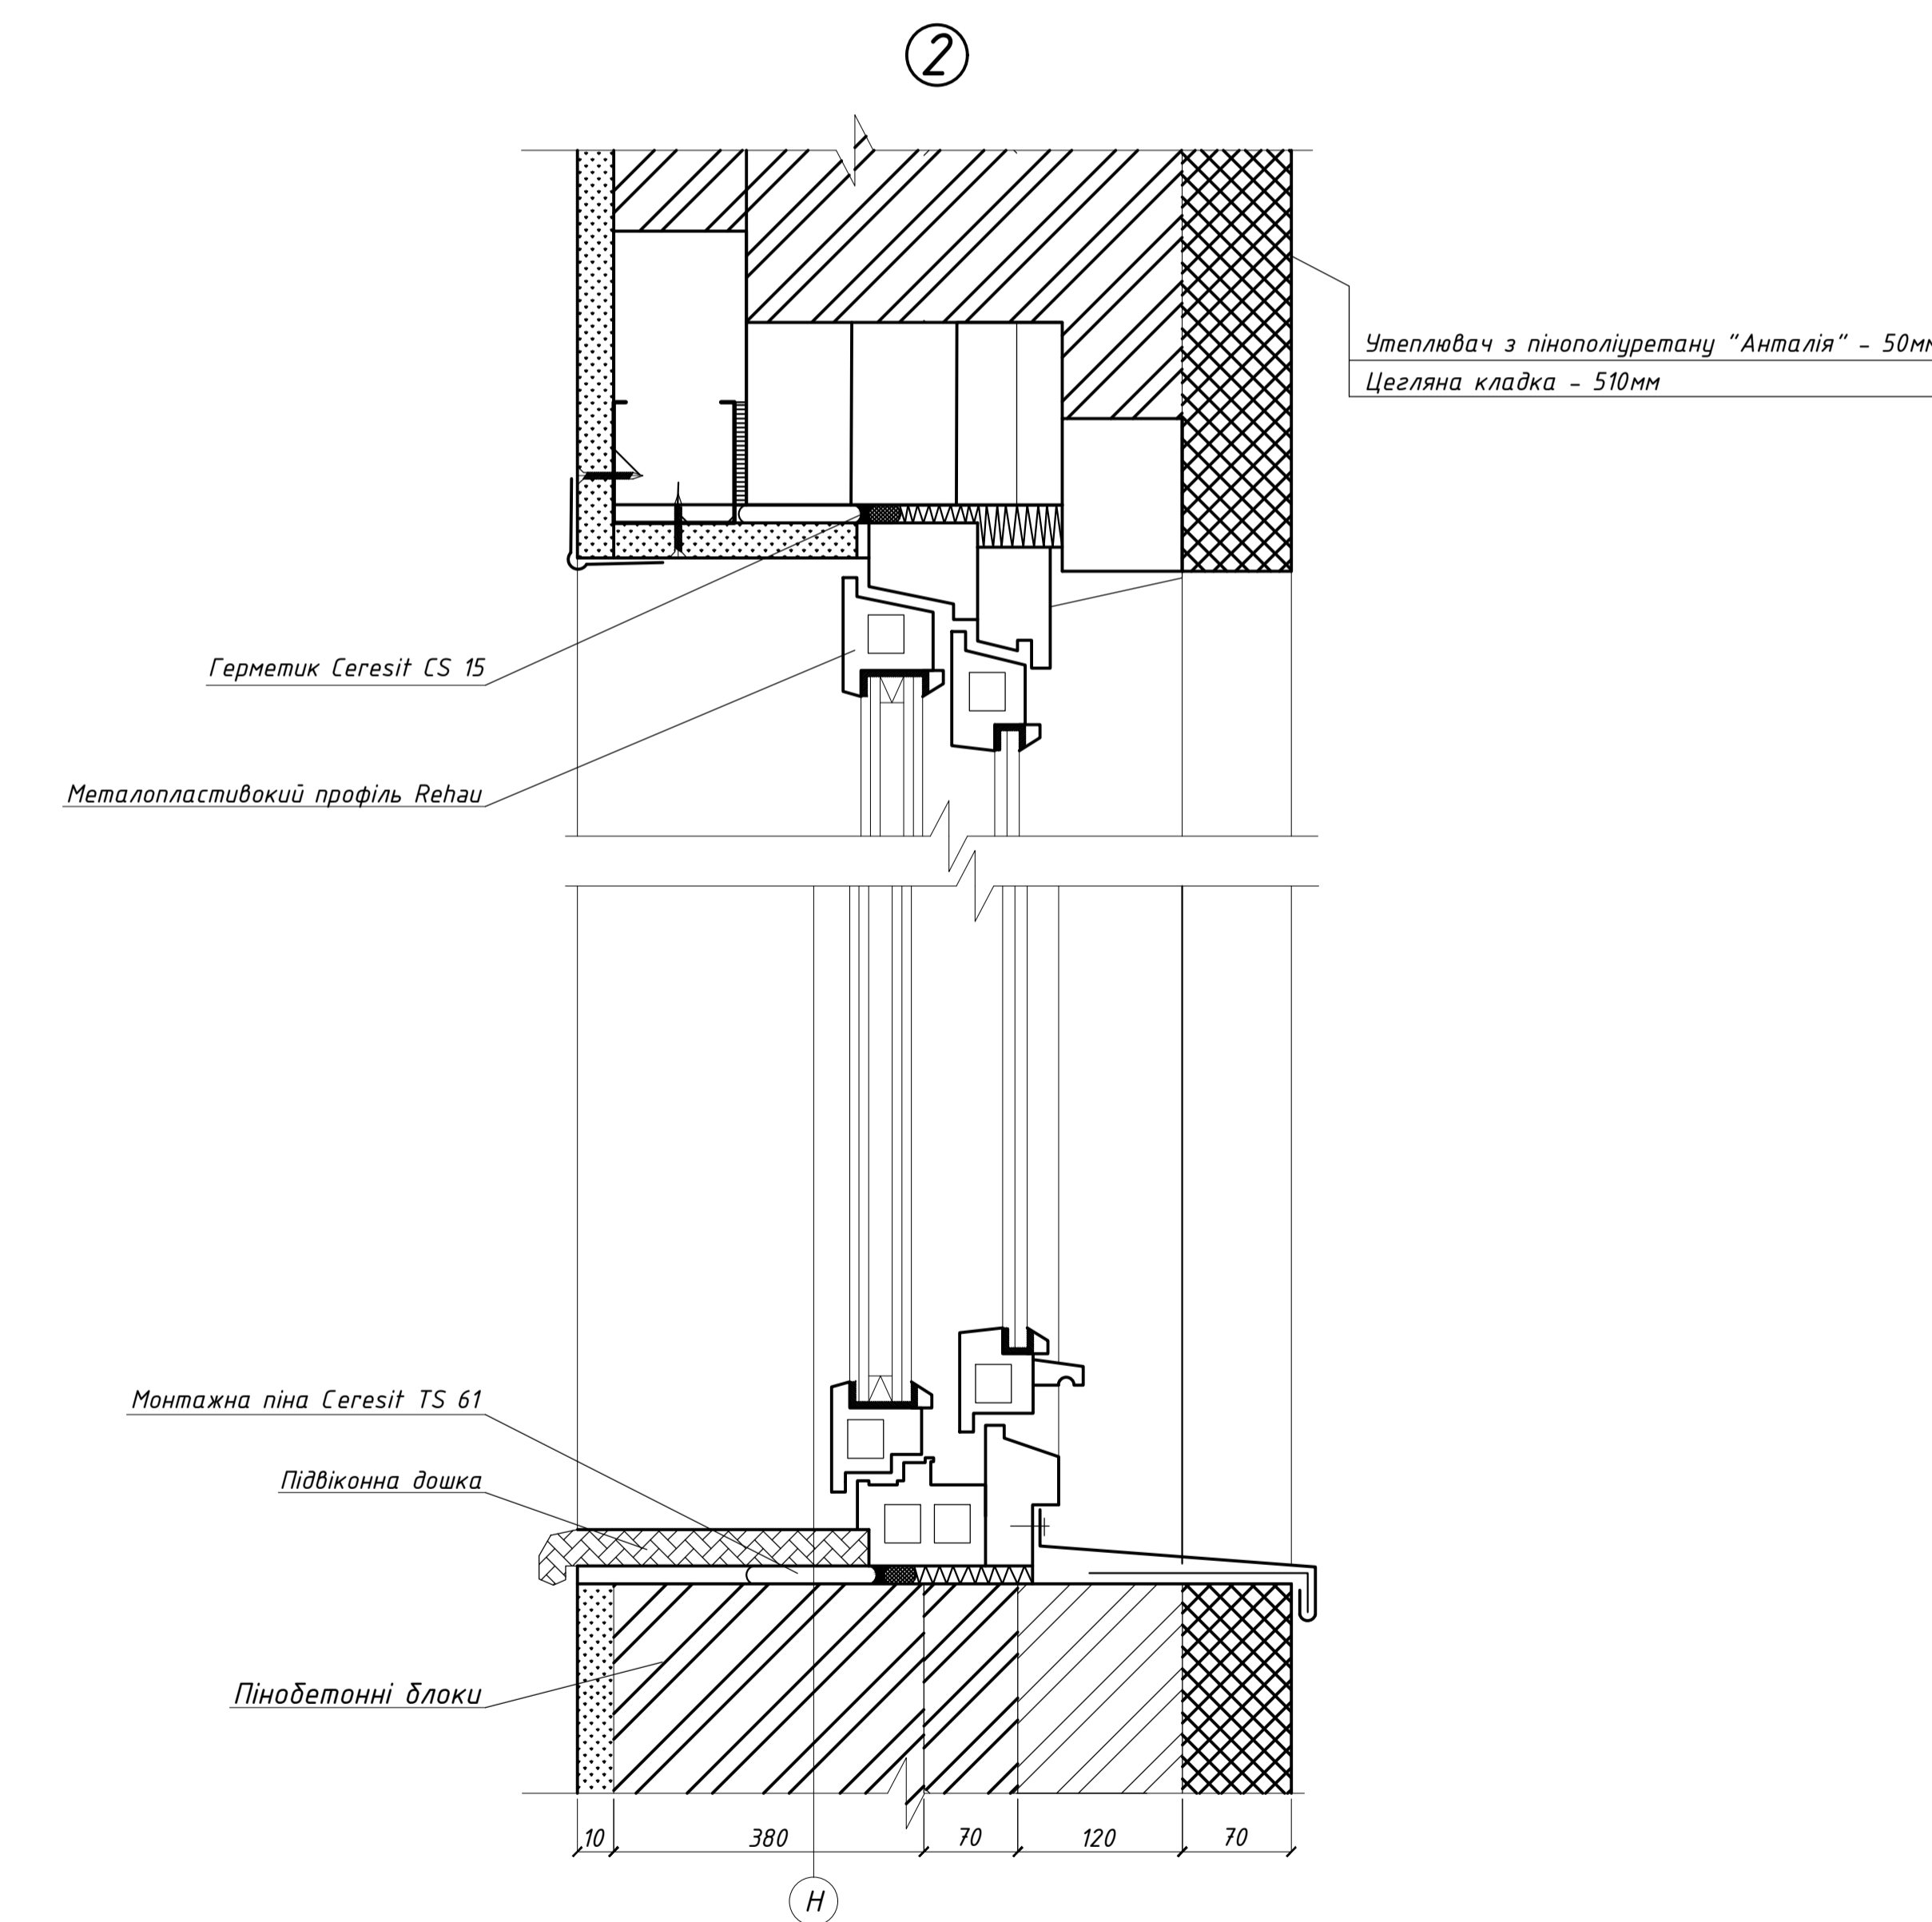 2
Утеплювач з пінополіуретану "Анталія" - 50мм
Цегляна кладка - 510мм
Герметик Ceresit CS 15
Металопластивокий профіль Rehau
Монтажна піна Ceresit TS 61
Підвіконна дошка
Пінобетонні блоки
10 380 70 120 70
Н